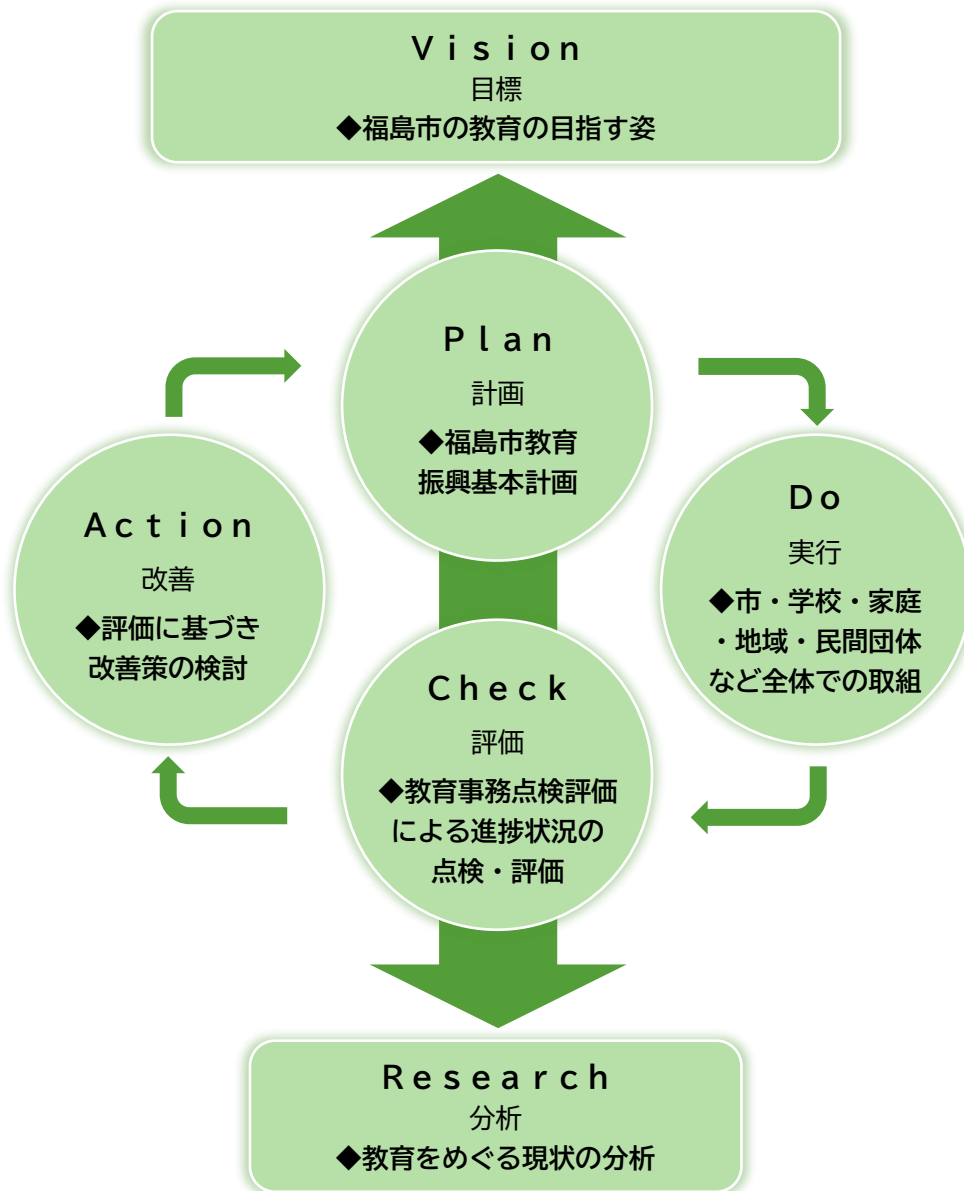 Ｖｉｓｉｏｎ
目標
◆福島市の教育の目指す姿
Ｐｌａｎ
計画
◆福島市教育
振興基本計画
Ｄｏ
実行
◆市・学校・家庭
・地域・民間団体
など全体での取組
Ａｃｔｉｏｎ
改善
◆評価に基づき
改善策の検討
Ｃｈｅｃｋ
評価
◆教育事務点検評価
による進捗状況の
点検・評価
Ｒｅｓｅａｒｃｈ
分析
◆教育をめぐる現状の分析